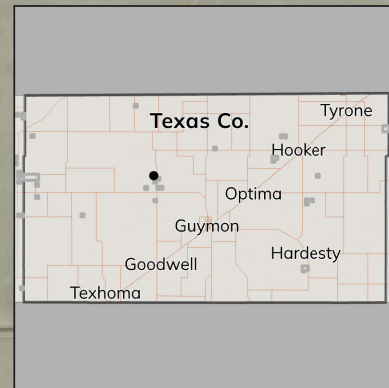 Texas Co.
Tyrone
Hooker
Optima
Guymon
Hardesty
Goodwell
Texhoma